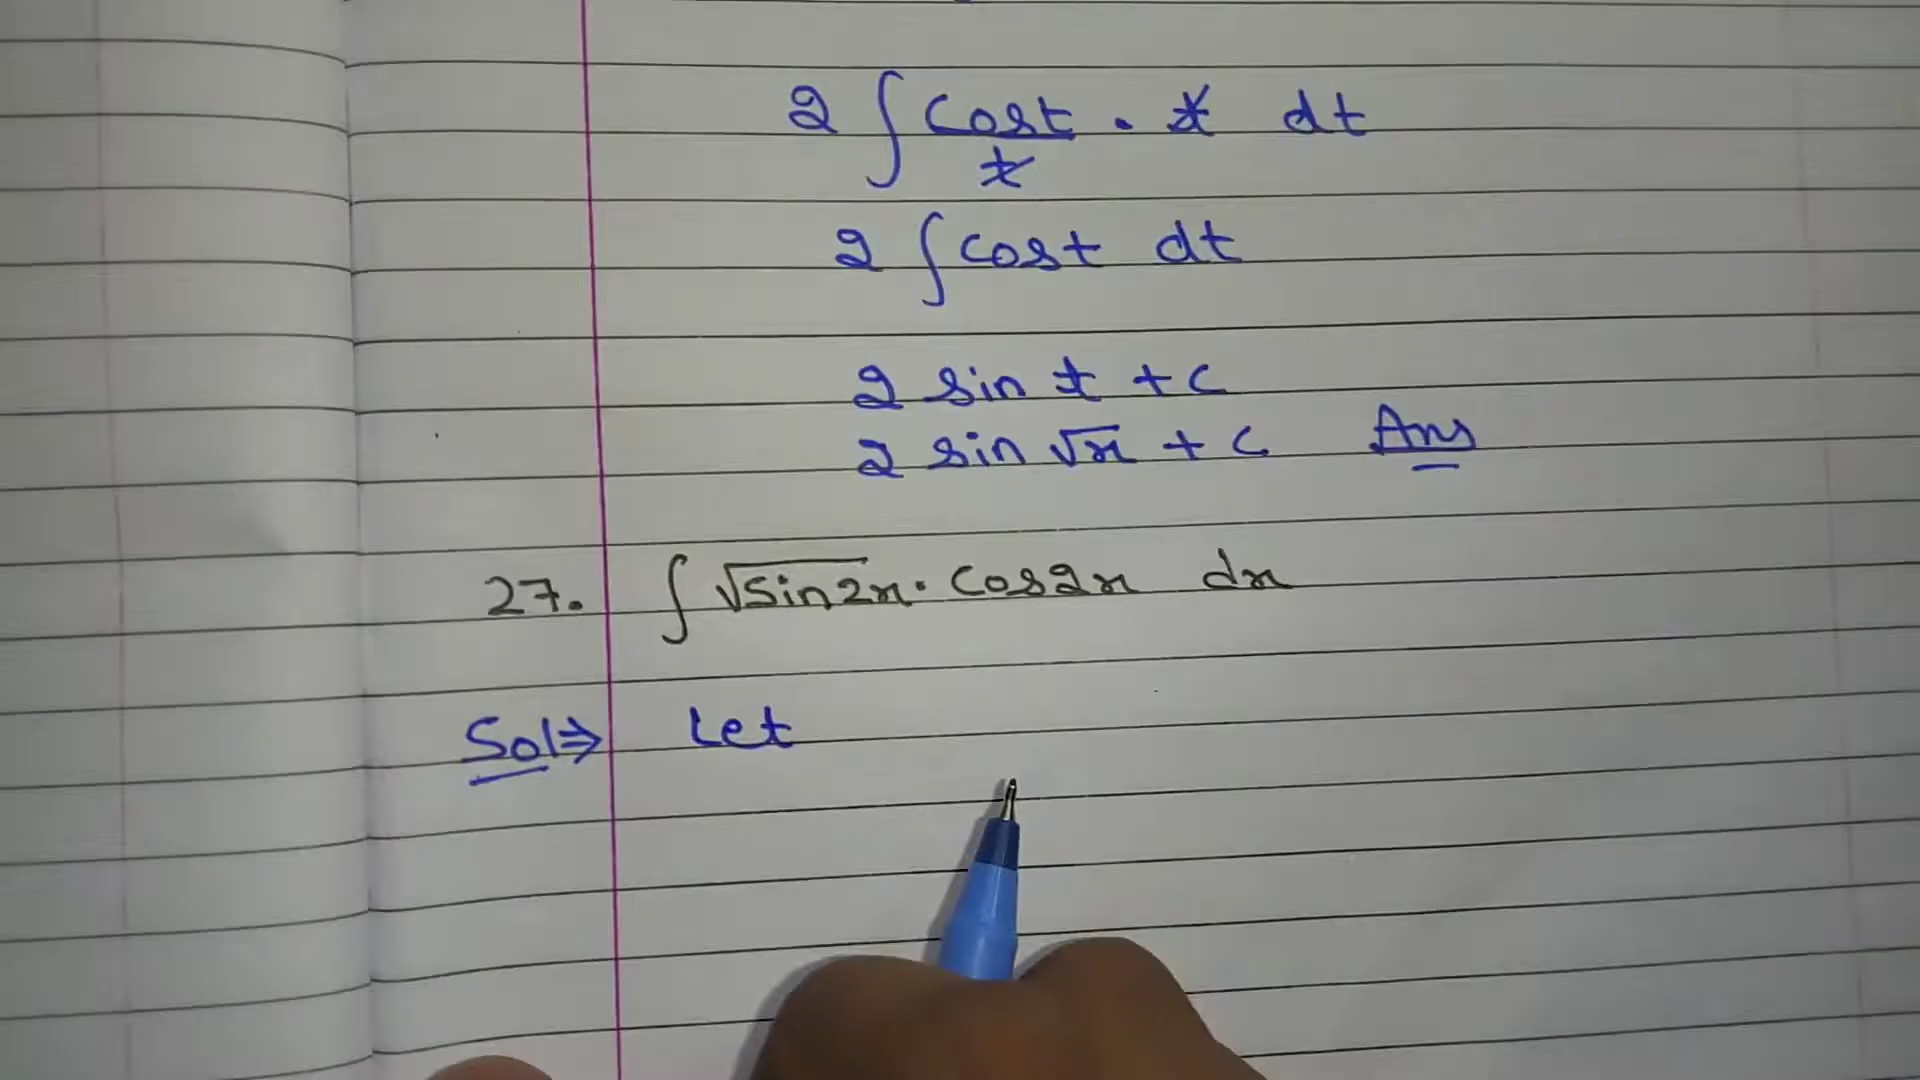 2 ∫ cost/t . t dt
2 ∫ cost dt
2 sin t + c
2 sin √x + c Ans
27. ∫ √sin2x . cos2x dx
Sol⇒ Let